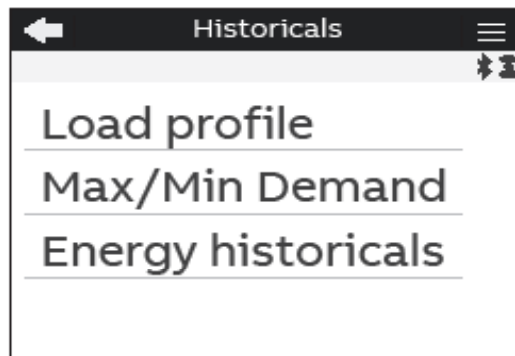 Historicals
Load profile
Max/Min Demand
Energy historicals